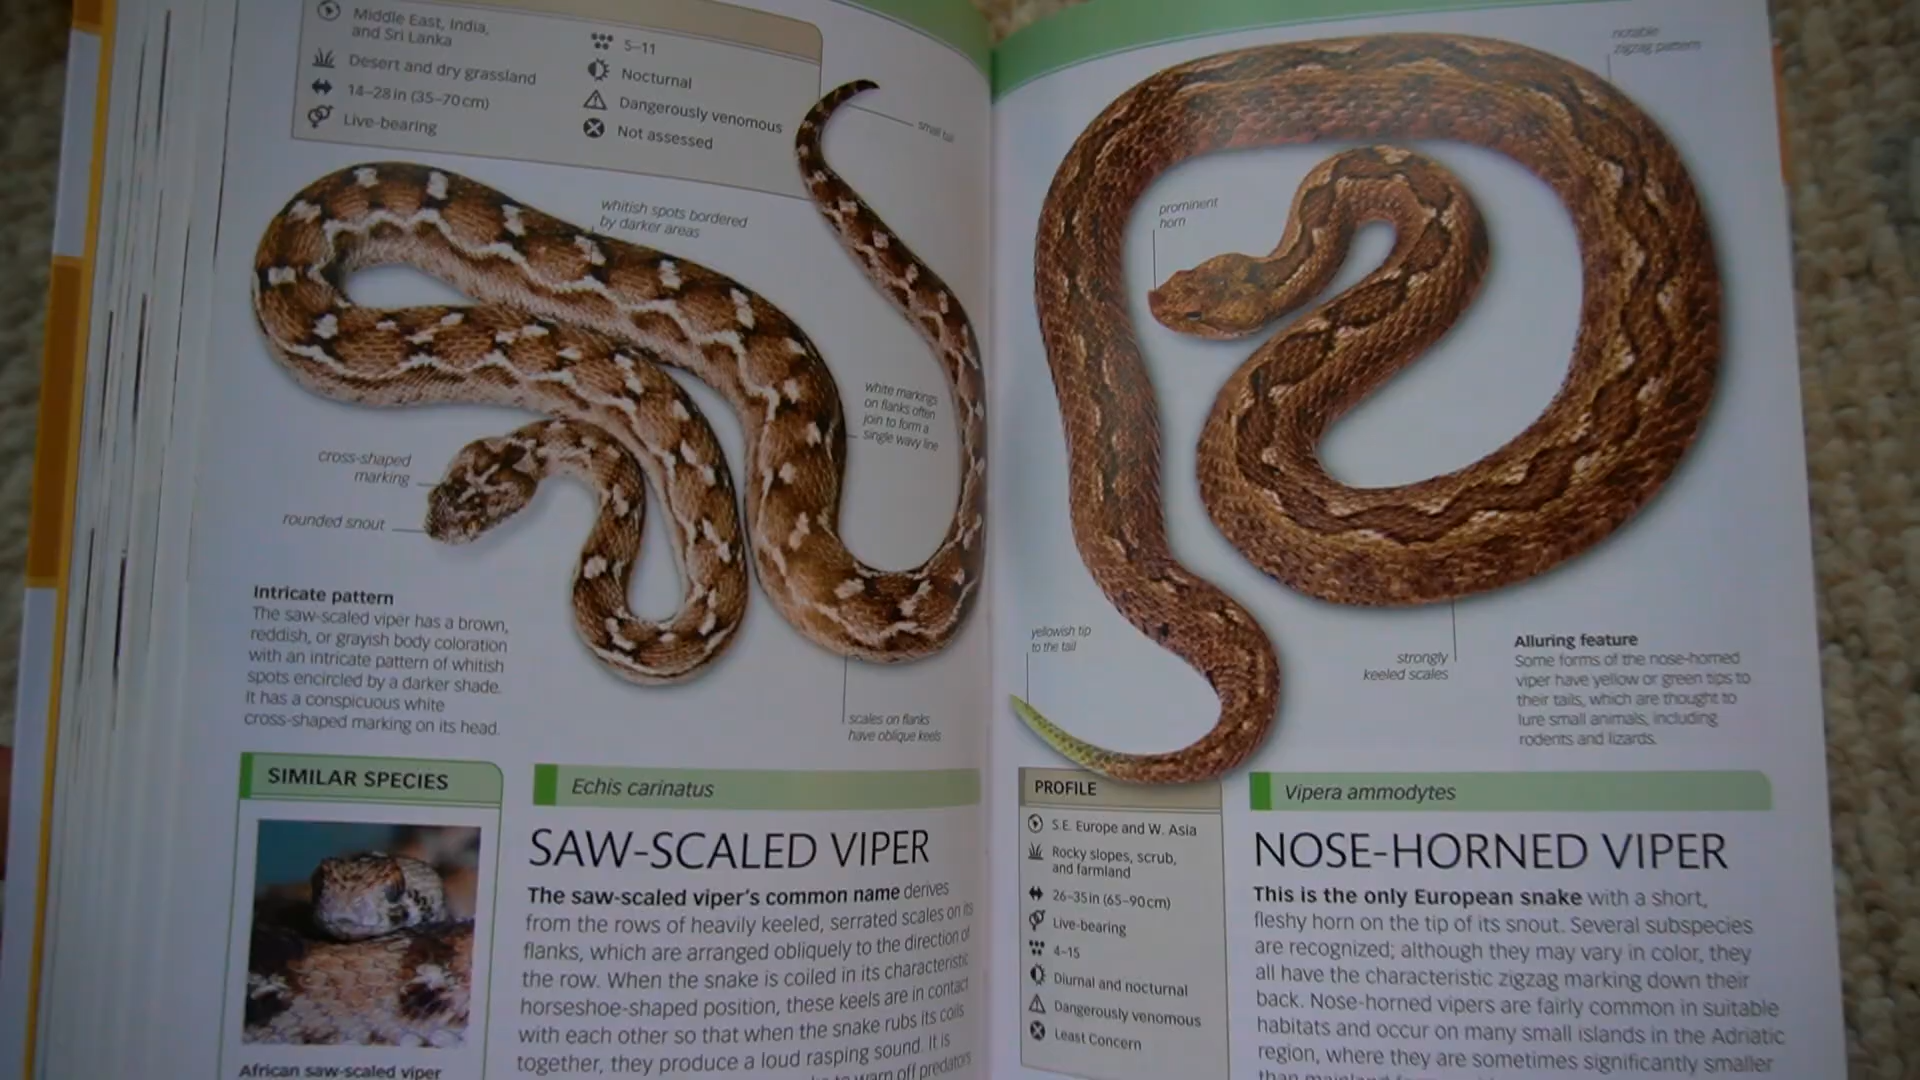 Middle East, India,
and Sri Lanka
Desert and dry grassland
14–28 in (35–70 cm)
Live-bearing
5–11
Nocturnal
Dangerously venomous
Not assessed
small tail
whitish spots bordered
by darker areas
white markings
on flanks often
join to form a
single wavy line
cross-shaped
marking
rounded snout
Intricate pattern
The saw-scaled viper has a brown,
reddish, or grayish body coloration
with an intricate pattern of whitish
spots encircled by a darker shade.
It has a conspicuous white
cross-shaped marking on its head.
scales on flanks
have oblique keels
SIMILAR SPECIES
African saw-scaled viper
Echis carinatus
SAW-SCALED VIPER
The saw-scaled viper's common name derives
from the rows of heavily keeled, serrated scales on its
flanks, which are arranged obliquely to the direction of
the row. When the snake is coiled in its characteristic
horseshoe-shaped position, these keels are in contact
with each other so that when the snake rubs its coils
together, they produce a loud rasping sound. It is
to warn off predators
notable
zigzag pattern
prominent
horn
yellowish tip
to the tail
strongly
keeled scales
Alluring feature
Some forms of the nose-horned
viper have yellow or green tips to
their tails, which are thought to
lure small animals, including
rodents and lizards.
PROFILE
S.E. Europe and W. Asia
Rocky slopes, scrub,
and farmland
26–35 in (65–90 cm)
Live-bearing
4–15
Diurnal and nocturnal
Dangerously venomous
Least Concern
Vipera ammodytes
NOSE-HORNED VIPER
This is the only European snake with a short,
fleshy horn on the tip of its snout. Several subspecies
are recognized; although they may vary in color, they
all have the characteristic zigzag marking down their
back. Nose-horned vipers are fairly common in suitable
habitats and occur on many small islands in the Adriatic
region, where they are sometimes significantly smaller
than